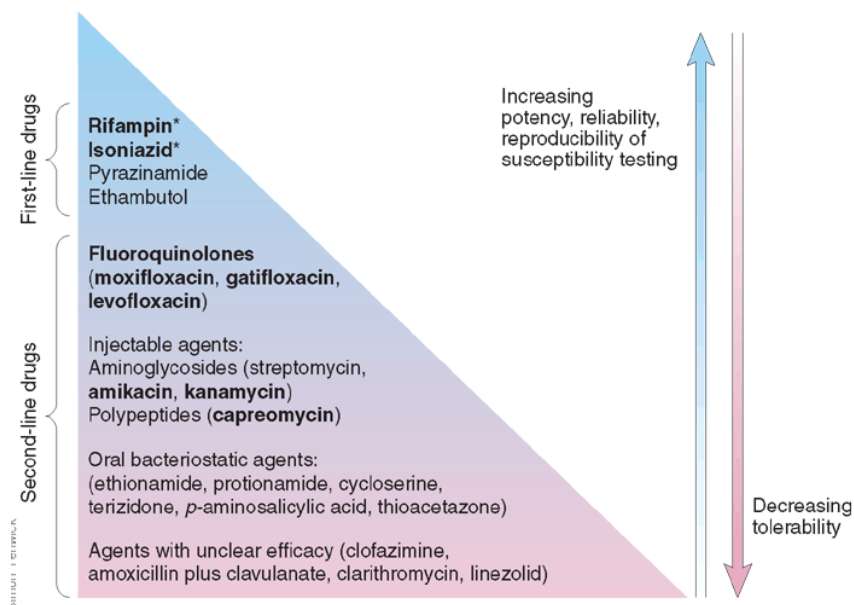 First-line drugs
Rifampin*
Isoniazid*
Pyrazinamide
Ethambutol
Second-line drugs
Fluoroquinolones
(moxifloxacin, gatifloxacin,
levofloxacin)
Injectable agents:
Aminoglycosides (streptomycin,
amikacin, kanamycin)
Polypeptides (capreomycin)
Oral bacteriostatic agents:
(ethionamide, protionamide, cycloserine,
terizidone, p-aminosalicylic acid, thioacetazone)
Agents with unclear efficacy (clofazimine,
amoxicillin plus clavulanate, clarithromycin, linezolid)
Increasing
potency, reliability,
reproducibility of
susceptibility testing
Decreasing
tolerability